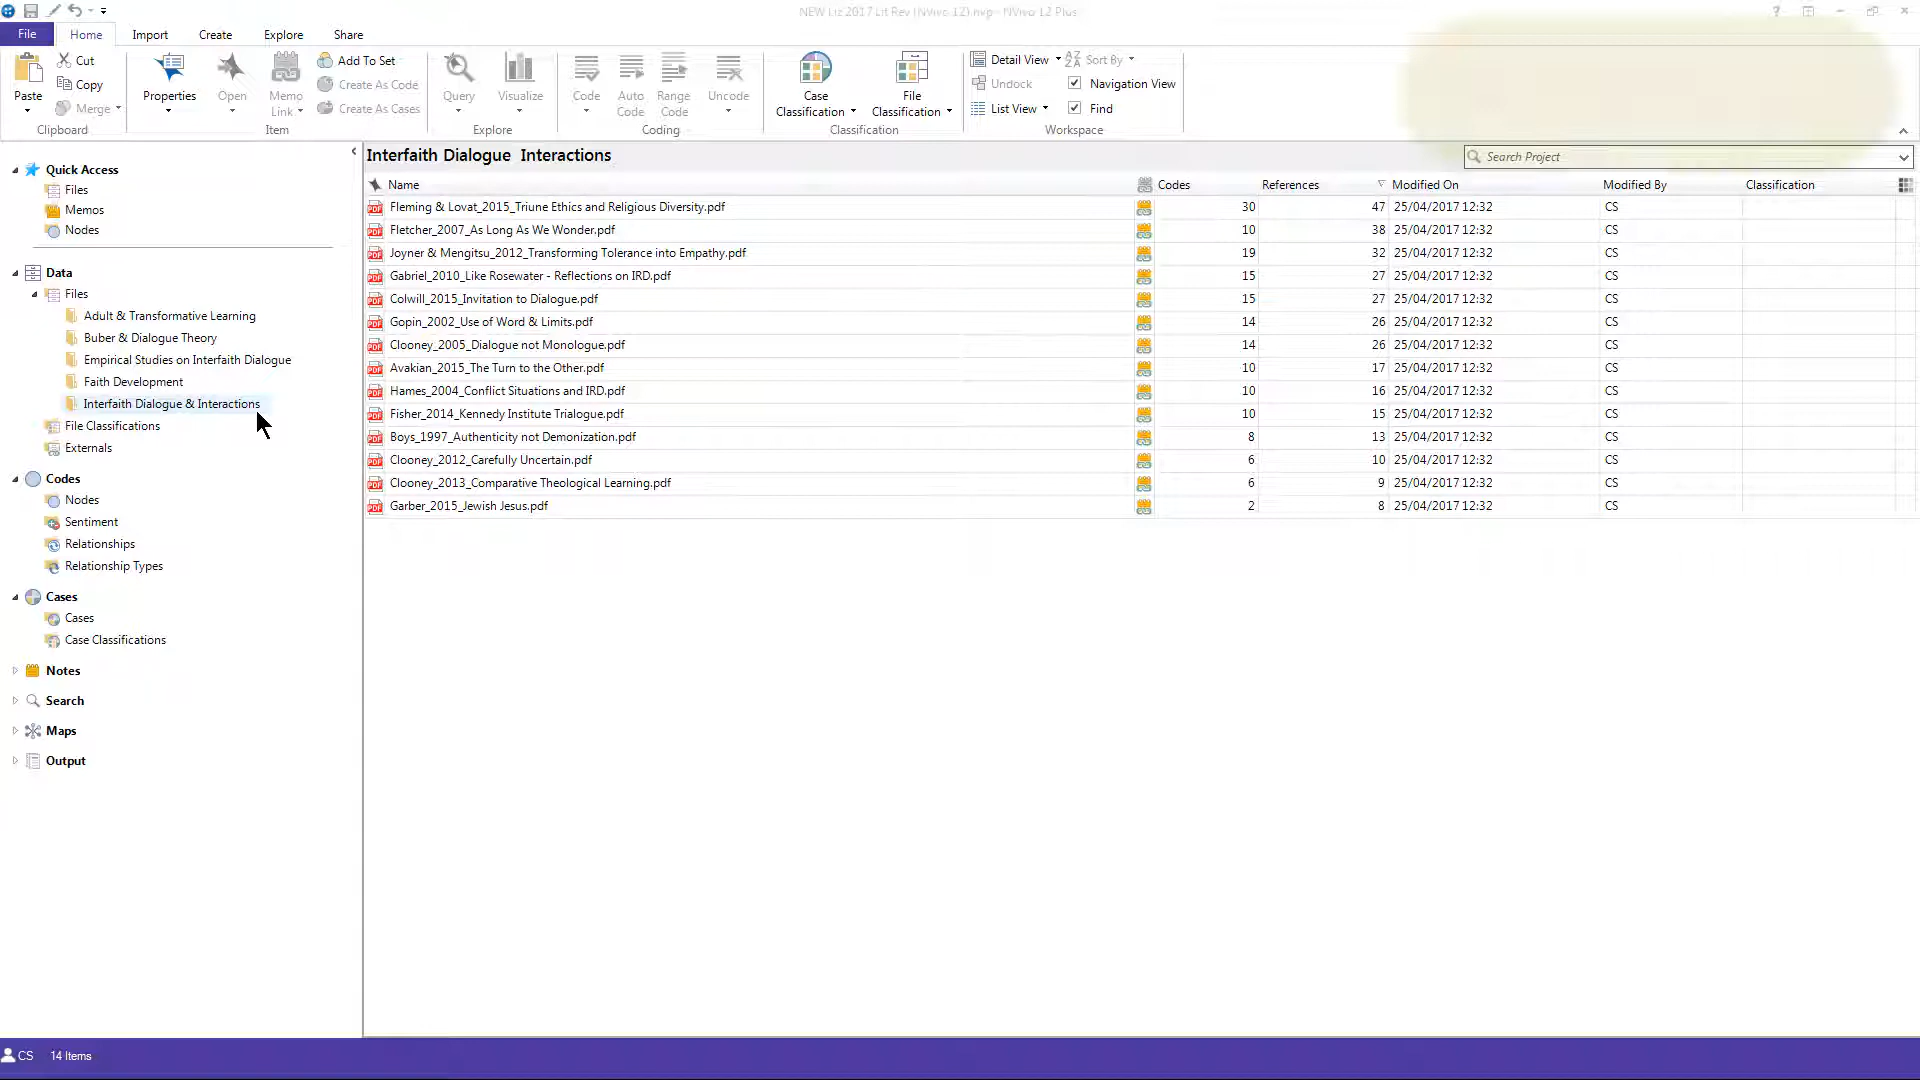 NEW Liz 2017 Lit Rev (NVivo 12).nvp - NVivo 12 Plus
File Home Import Create Explore Share
Paste Cut Copy Merge Clipboard
Properties Open Memo Link Add To Set Create As Code Create As Cases Item
Query Visualize Explore
Code Auto Code Range Code Uncode Coding
Case Classification File Classification Classification
Detail View Sort By Undock Navigation View List View Find Workspace
Quick Access
Files
Memos
Nodes
Data
Files
Adult & Transformative Learning
Buber & Dialogue Theory
Empirical Studies on Interfaith Dialogue
Faith Development
Interfaith Dialogue & Interactions
File Classifications
Externals
Codes
Nodes
Sentiment
Relationships
Relationship Types
Cases
Cases
Case Classifications
Notes
Search
Maps
Output
Interfaith Dialogue Interactions
Search Project
Name Codes References Modified On Modified By Classification
Fleming & Lovat_2015_Triune Ethics and Religious Diversity.pdf 30 47 25/04/2017 12:32 CS
Fletcher_2007_As Long As We Wonder.pdf 10 38 25/04/2017 12:32 CS
Joyner & Mengitsu_2012_Transforming Tolerance into Empathy.pdf 19 32 25/04/2017 12:32 CS
Gabriel_2010_Like Rosewater - Reflections on IRD.pdf 15 27 25/04/2017 12:32 CS
Colwill_2015_Invitation to Dialogue.pdf 15 27 25/04/2017 12:32 CS
Gopin_2002_Use of Word & Limits.pdf 14 26 25/04/2017 12:32 CS
Clooney_2005_Dialogue not Monologue.pdf 14 26 25/04/2017 12:32 CS
Avakian_2015_The Turn to the Other.pdf 10 17 25/04/2017 12:32 CS
Hames_2004_Conflict Situations and IRD.pdf 10 16 25/04/2017 12:32 CS
Fisher_2014_Kennedy Institute Trialogue.pdf 10 15 25/04/2017 12:32 CS
Boys_1997_Authenticity not Demonization.pdf 8 13 25/04/2017 12:32 CS
Clooney_2012_Carefully Uncertain.pdf 6 10 25/04/2017 12:32 CS
Clooney_2013_Comparative Theological Learning.pdf 6 9 25/04/2017 12:32 CS
Garber_2015_Jewish Jesus.pdf 2 8 25/04/2017 12:32 CS
CS 14 Items